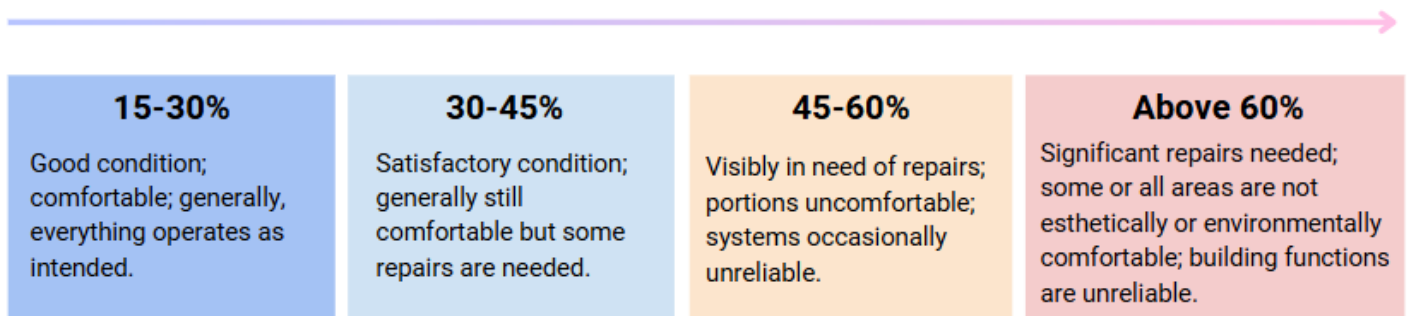 15-30%
Good condition;
comfortable; generally,
everything operates as
intended.
30-45%
Satisfactory condition;
generally still
comfortable but some
repairs are needed.
45-60%
Visibly in need of repairs;
portions uncomfortable;
systems occasionally
unreliable.
Above 60%
Significant repairs needed;
some or all areas are not
esthetically or environmentally
comfortable; building functions
are unreliable.